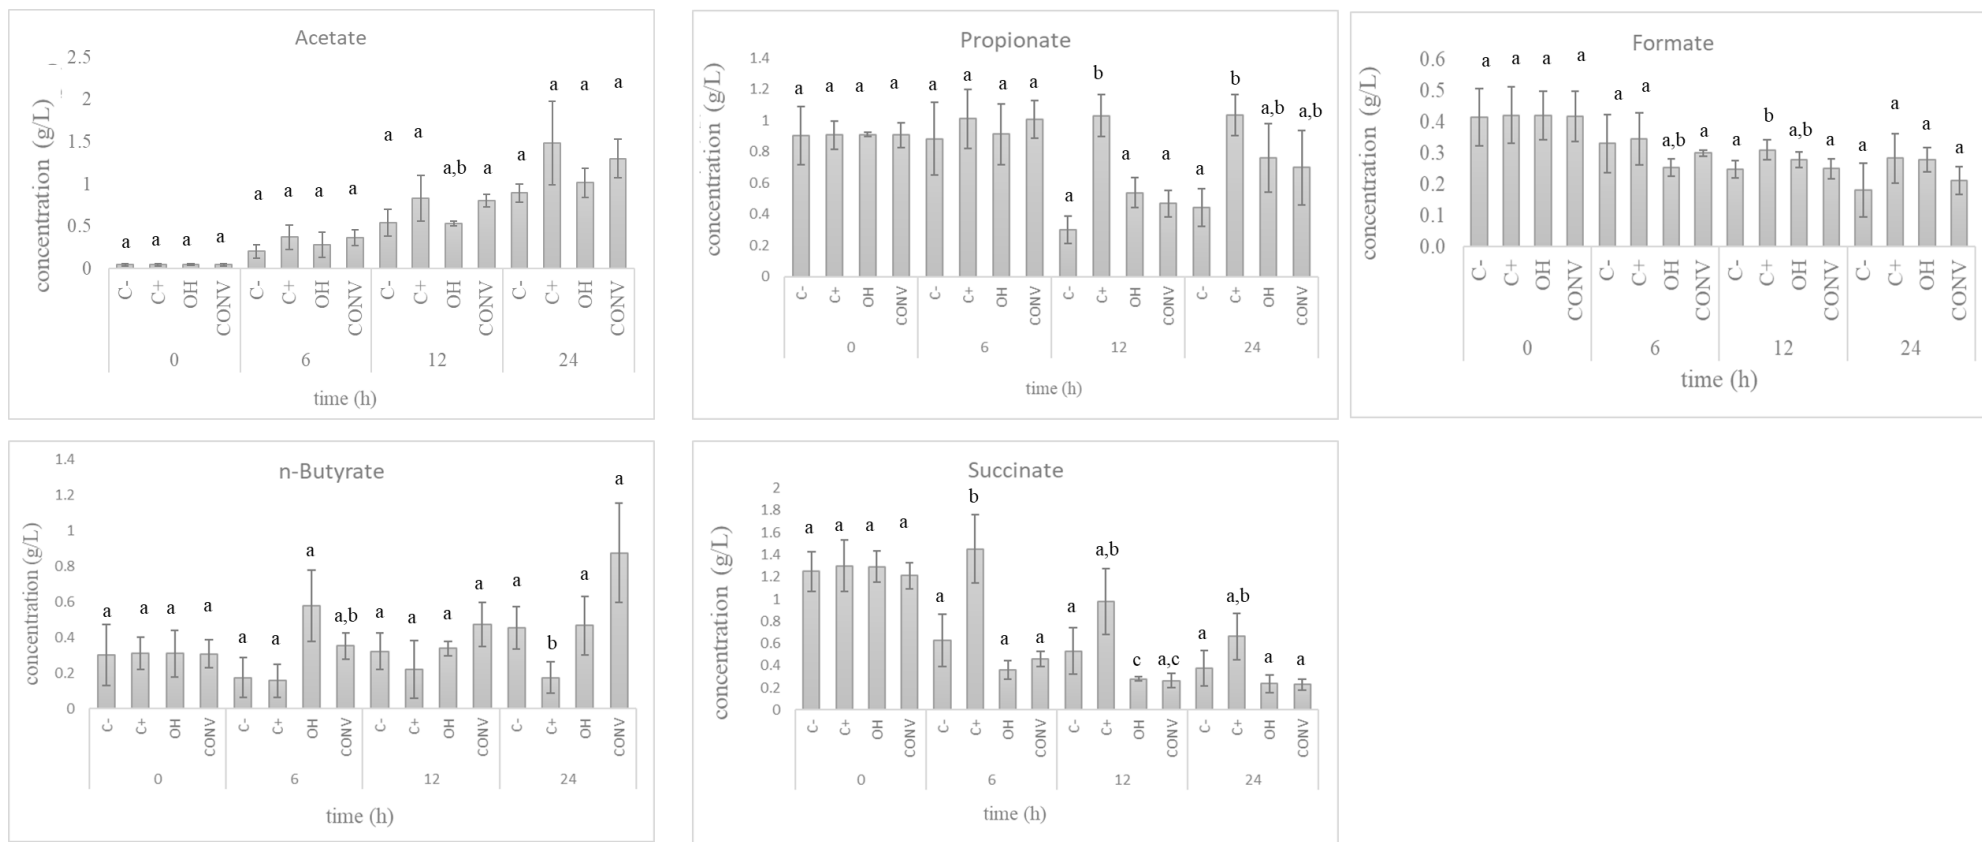 Acetate
2.5
2
1.5
1
0.5
0
concentration (g/L)
a a a a a a a a a a a,b a a a a a
C- C+ OH CONV C- C+ OH CONV C- C+ OH CONV C- C+ OH CONV
0 6 12 24
time (h)
Propionate
1.4
1.2
1
0.8
0.6
0.4
0.2
0
concentration (g/L)
a a a a a a a a a b a a a b a,b a,b
C- C+ OH CONV C- C+ OH CONV C- C+ OH CONV C- C+ OH CONV
0 6 12 24
time (h)
Formate
0.6
0.5
0.4
0.3
0.2
0.1
0.0
concentration (g/L)
a a a a a a a,b a a b a,b a a a a a
C- C+ OH CONV C- C+ OH CONV C- C+ OH CONV C- C+ OH CONV
0 6 12 24
time (h)
n-Butyrate
1.4
1.2
1
0.8
0.6
0.4
0.2
0
concentration (g/L)
a a a a a a a a,b a a a a a b a a
C- C+ OH CONV C- C+ OH CONV C- C+ OH CONV C- C+ OH CONV
0 6 12 24
time (h)
Succinate
2
1.8
1.6
1.4
1.2
1
0.8
0.6
0.4
0.2
0
concentration (g/L)
a a a a a b a a a a,b c a,c a a,b a a
C- C+ OH CONV C- C+ OH CONV C- C+ OH CONV C- C+ OH CONV
0 6 12 24
time (h)